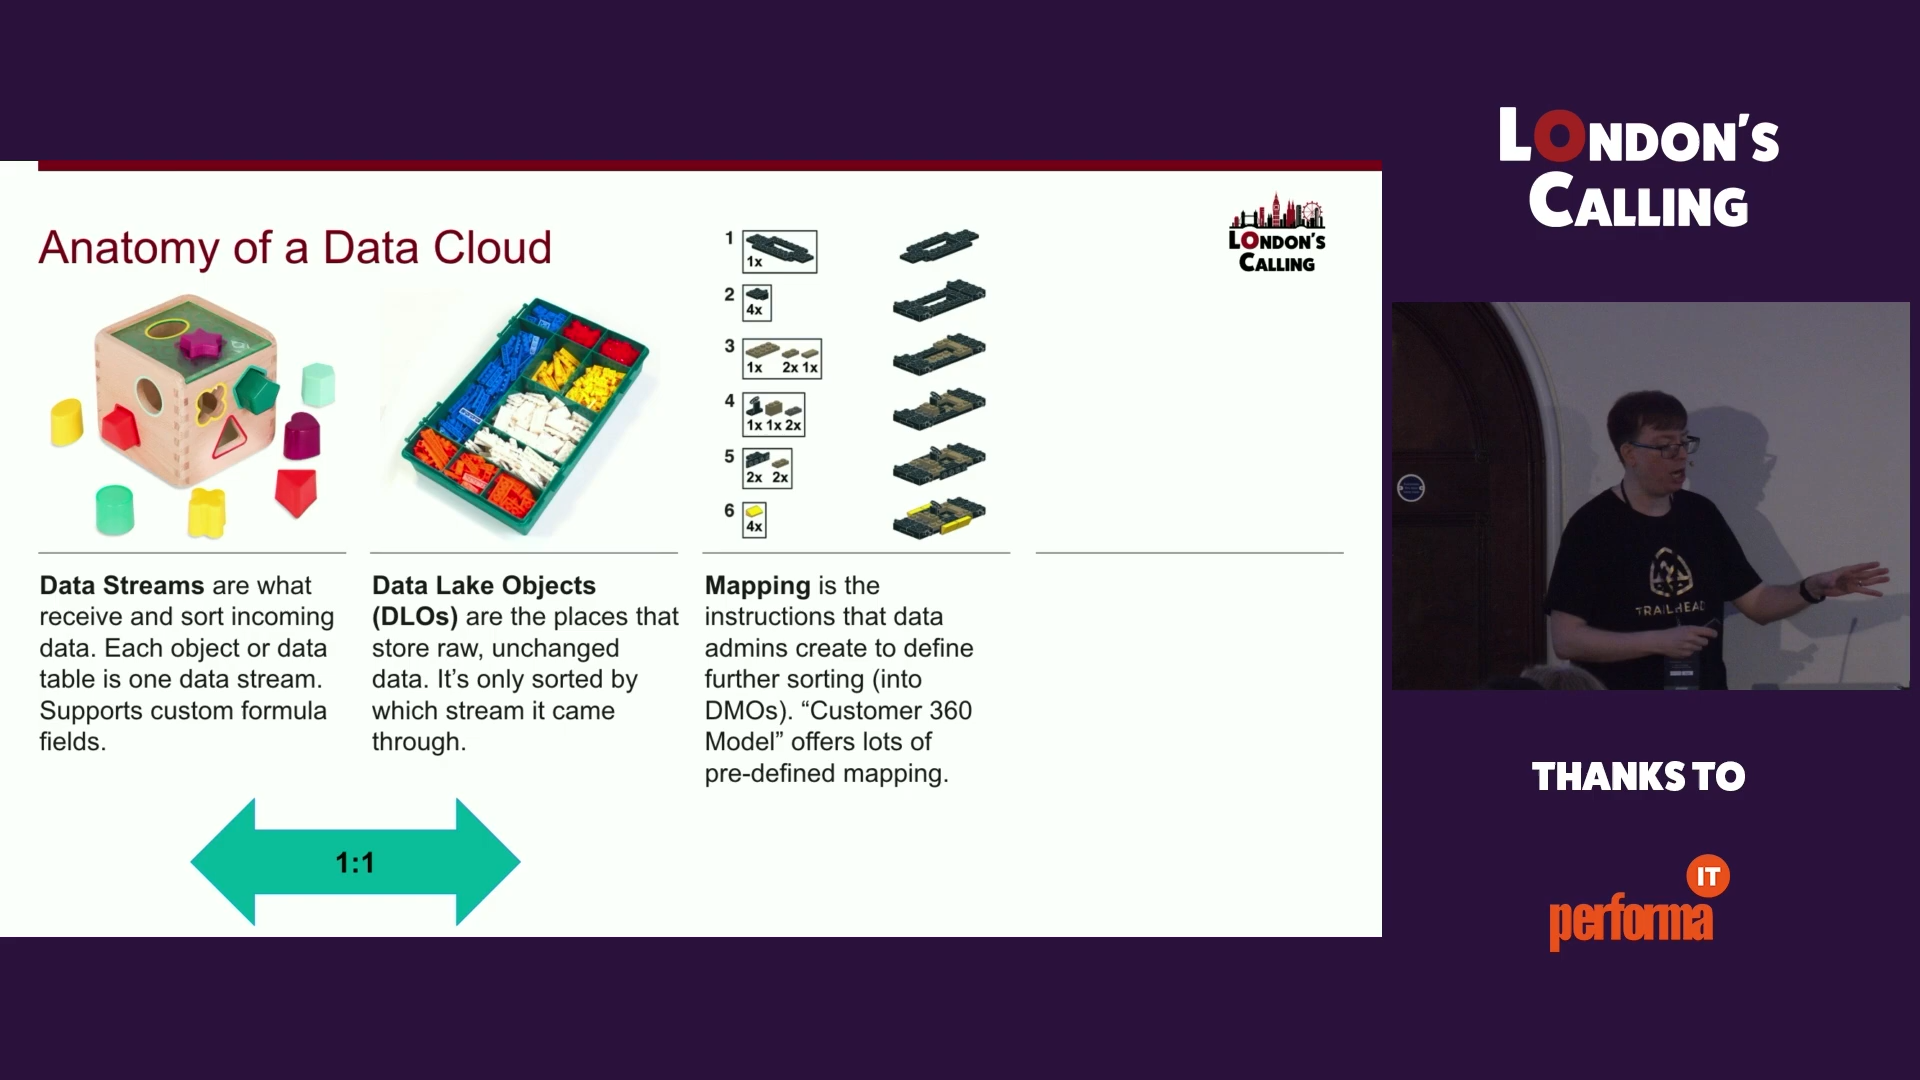 LONDON'S
CALLING
Anatomy of a Data Cloud
LONDON'S
CALLING
1
1x
2
4x
3
1x 2x 1x
4
1x 1x 2x
5
2x 2x
6
4x
Data Streams are what
receive and sort incoming
data. Each object or data
table is one data stream.
Supports custom formula
fields.
Data Lake Objects
(DLOs) are the places that
store raw, unchanged
data. It’s only sorted by
which stream it came
through.
Mapping is the
instructions that data
admins create to define
further sorting (into
DMOs). “Customer 360
Model” offers lots of
pre-defined mapping.
1:1
TRAILHEAD
THANKS TO
performa
IT